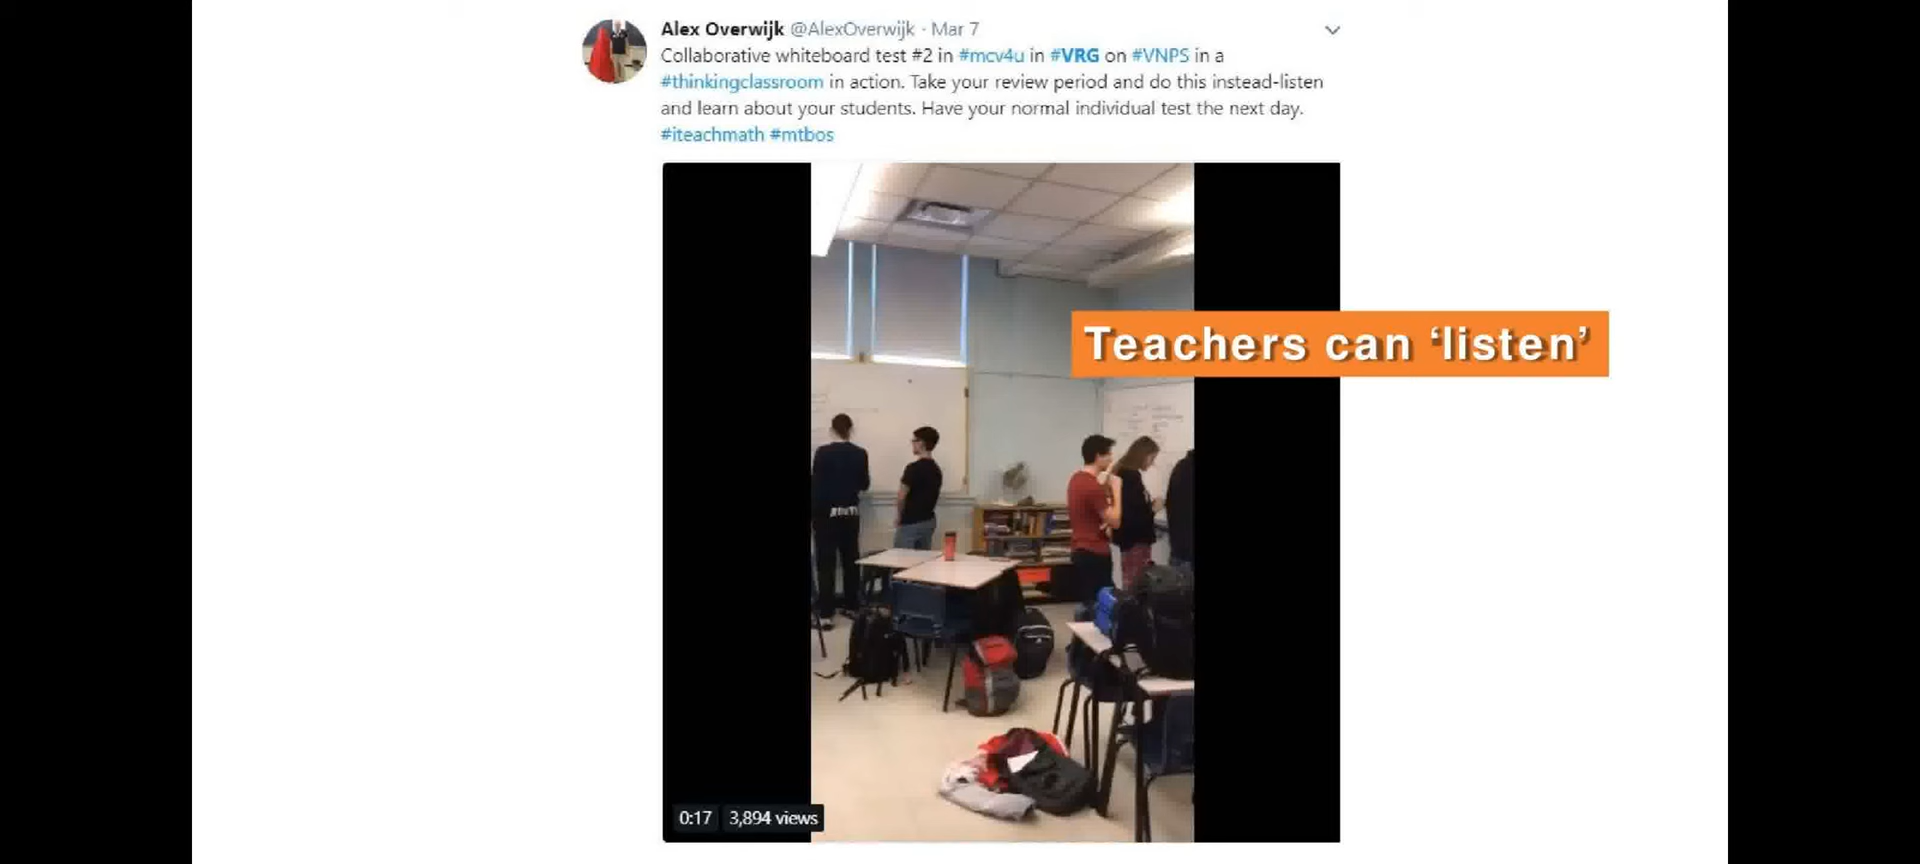 Alex Overwijk @AlexOverwijk · Mar 7
Collaborative whiteboard test #2 in #mcv4u in #VRG on #VNPS in a
#thinkingclassroom in action. Take your review period and do this instead-listen
and learn about your students. Have your normal individual test the next day.
#iteachmath #mtbos
Teachers can ‘listen’
0:17 3,894 views